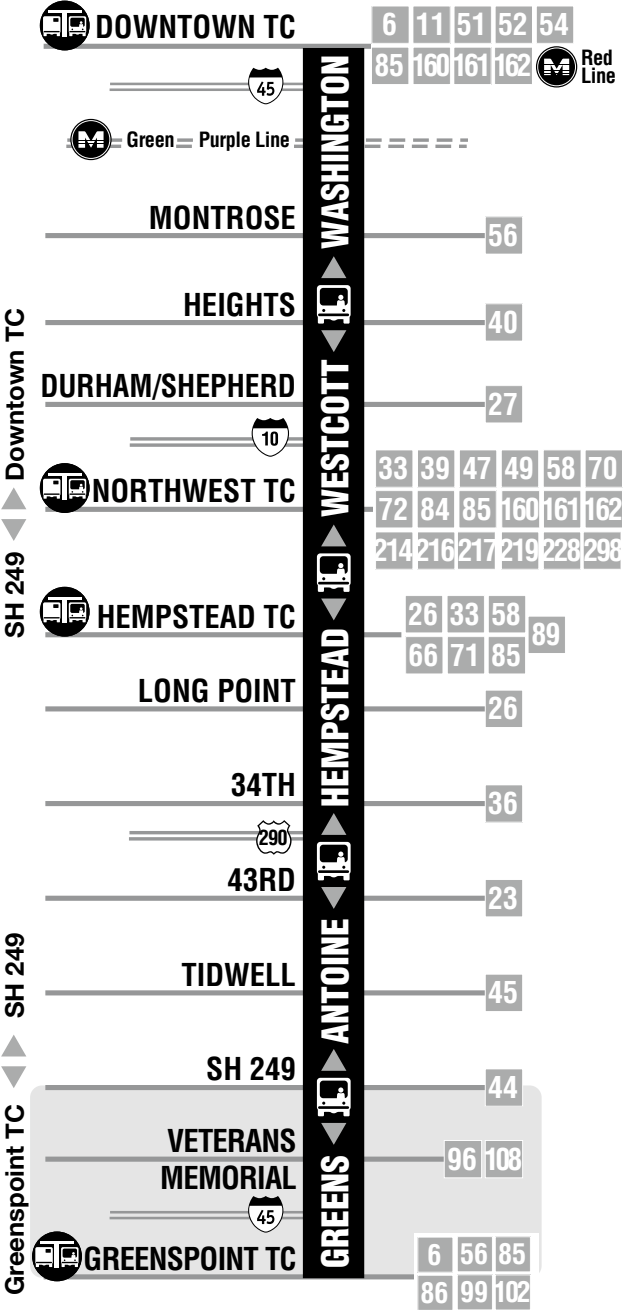 DOWNTOWN TC
6 11 51 52 54
85 160 161 162 M Red Line
45
M Green Purple Line
WASHINGTON
MONTROSE
56
HEIGHTS
40
DURHAM/SHEPHERD
27
WESTCOTT
10
NORTHWEST TC
33 39 47 49 58 70
72 84 85 160 161 162
214 216 217 219 228 298
SH 249 Downtown TC
HEMPSTEAD TC
26 33 58
66 71 85
89
HEMPSTEAD
LONG POINT
26
34TH
36
290
43RD
23
ANTOINE
TIDWELL
45
SH 249
44
Greenspoint TC SH 249
VETERANS
MEMORIAL
96 108
GREENS
45
GREENSPOINT TC
6 56 85
86 99 102